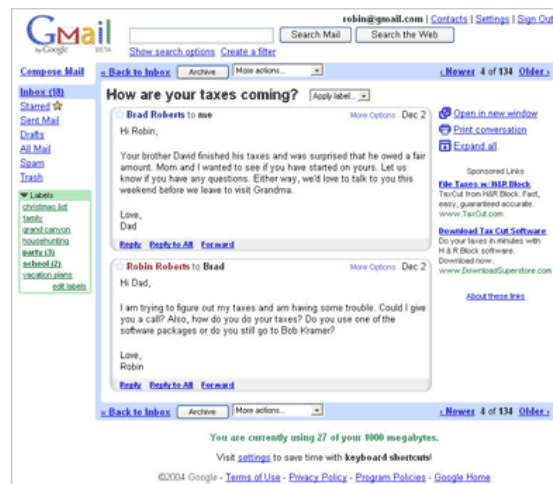 robin@gmail.com | Contacts | Settings | Sign Out
Gmail
by Google BETA
Search Mail Search the Web
Show search options Create a filter
Compose Mail
« Back to Inbox Archive More actions... ‹ Newer 4 of 134 Older ›
Inbox (18)
Starred
Sent Mail
Drafts
All Mail
Spam
Trash
Labels
christmas list
family
grand canyon
househunting
party (3)
school (2)
vacation plans
edit labels
How are your taxes coming? Apply label...
Brad Roberts to me More Options Dec 2
Hi Robin,
Your brother David finished his taxes and was surprised that he owed a fair
amount. Mom and I wanted to see if you have started on yours. Let us
know if you have any questions. Either way, we'd love to talk to you this
weekend before we leave to visit Grandma.
Love,
Dad
Reply Reply to All Forward
Robin Roberts to Brad More Options Dec 2
Hi Dad,
I am trying to figure out my taxes and am having some trouble. Could I give
you a call? Also, how do you do your taxes? Do you use one of the
software packages or do you still go to Bob Kramer?
Love,
Robin
Reply Reply to All Forward
Open in new window
Print conversation
Expand all
Sponsored Links
File Taxes w/ H&R Block
TaxCut from H&R Block. Fast,
easy, guaranteed accurate.
www.TaxCut.com
Download Tax Cut Software
Do your taxes in minutes with
H & R Block software.
Download now.
www.DownloadSuperstore.com
About these links
« Back to Inbox Archive More actions... ‹ Newer 4 of 134 Older ›
You are currently using 27 of your 1000 megabytes.
Visit settings to save time with keyboard shortcuts!
©2004 Google - Terms of Use - Privacy Policy - Program Policies - Google Home